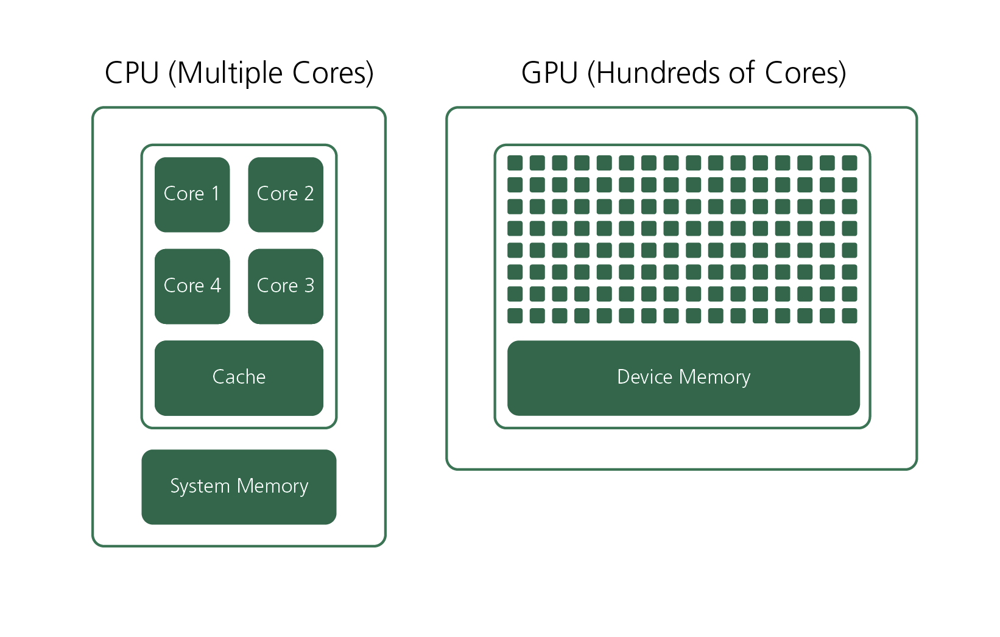 CPU (Multiple Cores)
GPU (Hundreds of Cores)
Core 1
Core 2
Core 4
Core 3
Cache
System Memory
Device Memory